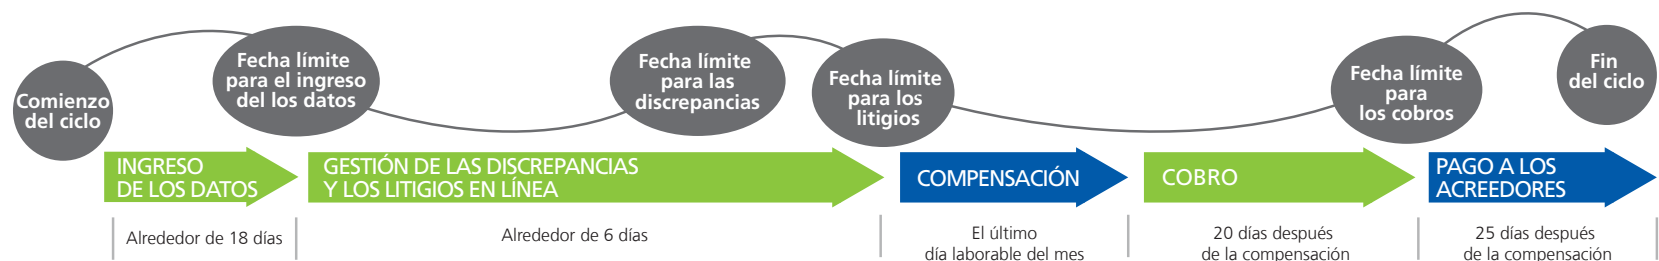 Comienzo
del ciclo
Fecha límite
para el ingreso
del los datos
Fecha límite
para las
discrepancias
Fecha límite
para los
litigios
Fecha límite
para
los cobros
Fin
del ciclo
INGRESO
DE LOS DATOS
GESTIÓN DE LAS DISCREPANCIAS
Y LOS LITIGIOS EN LÍNEA
COMPENSACIÓN
COBRO
PAGO A LOS
ACREEDORES
Alrededor de 18 días
Alrededor de 6 días
El último
día laborable del mes
20 días después
de la compensación
25 días después
de la compensación